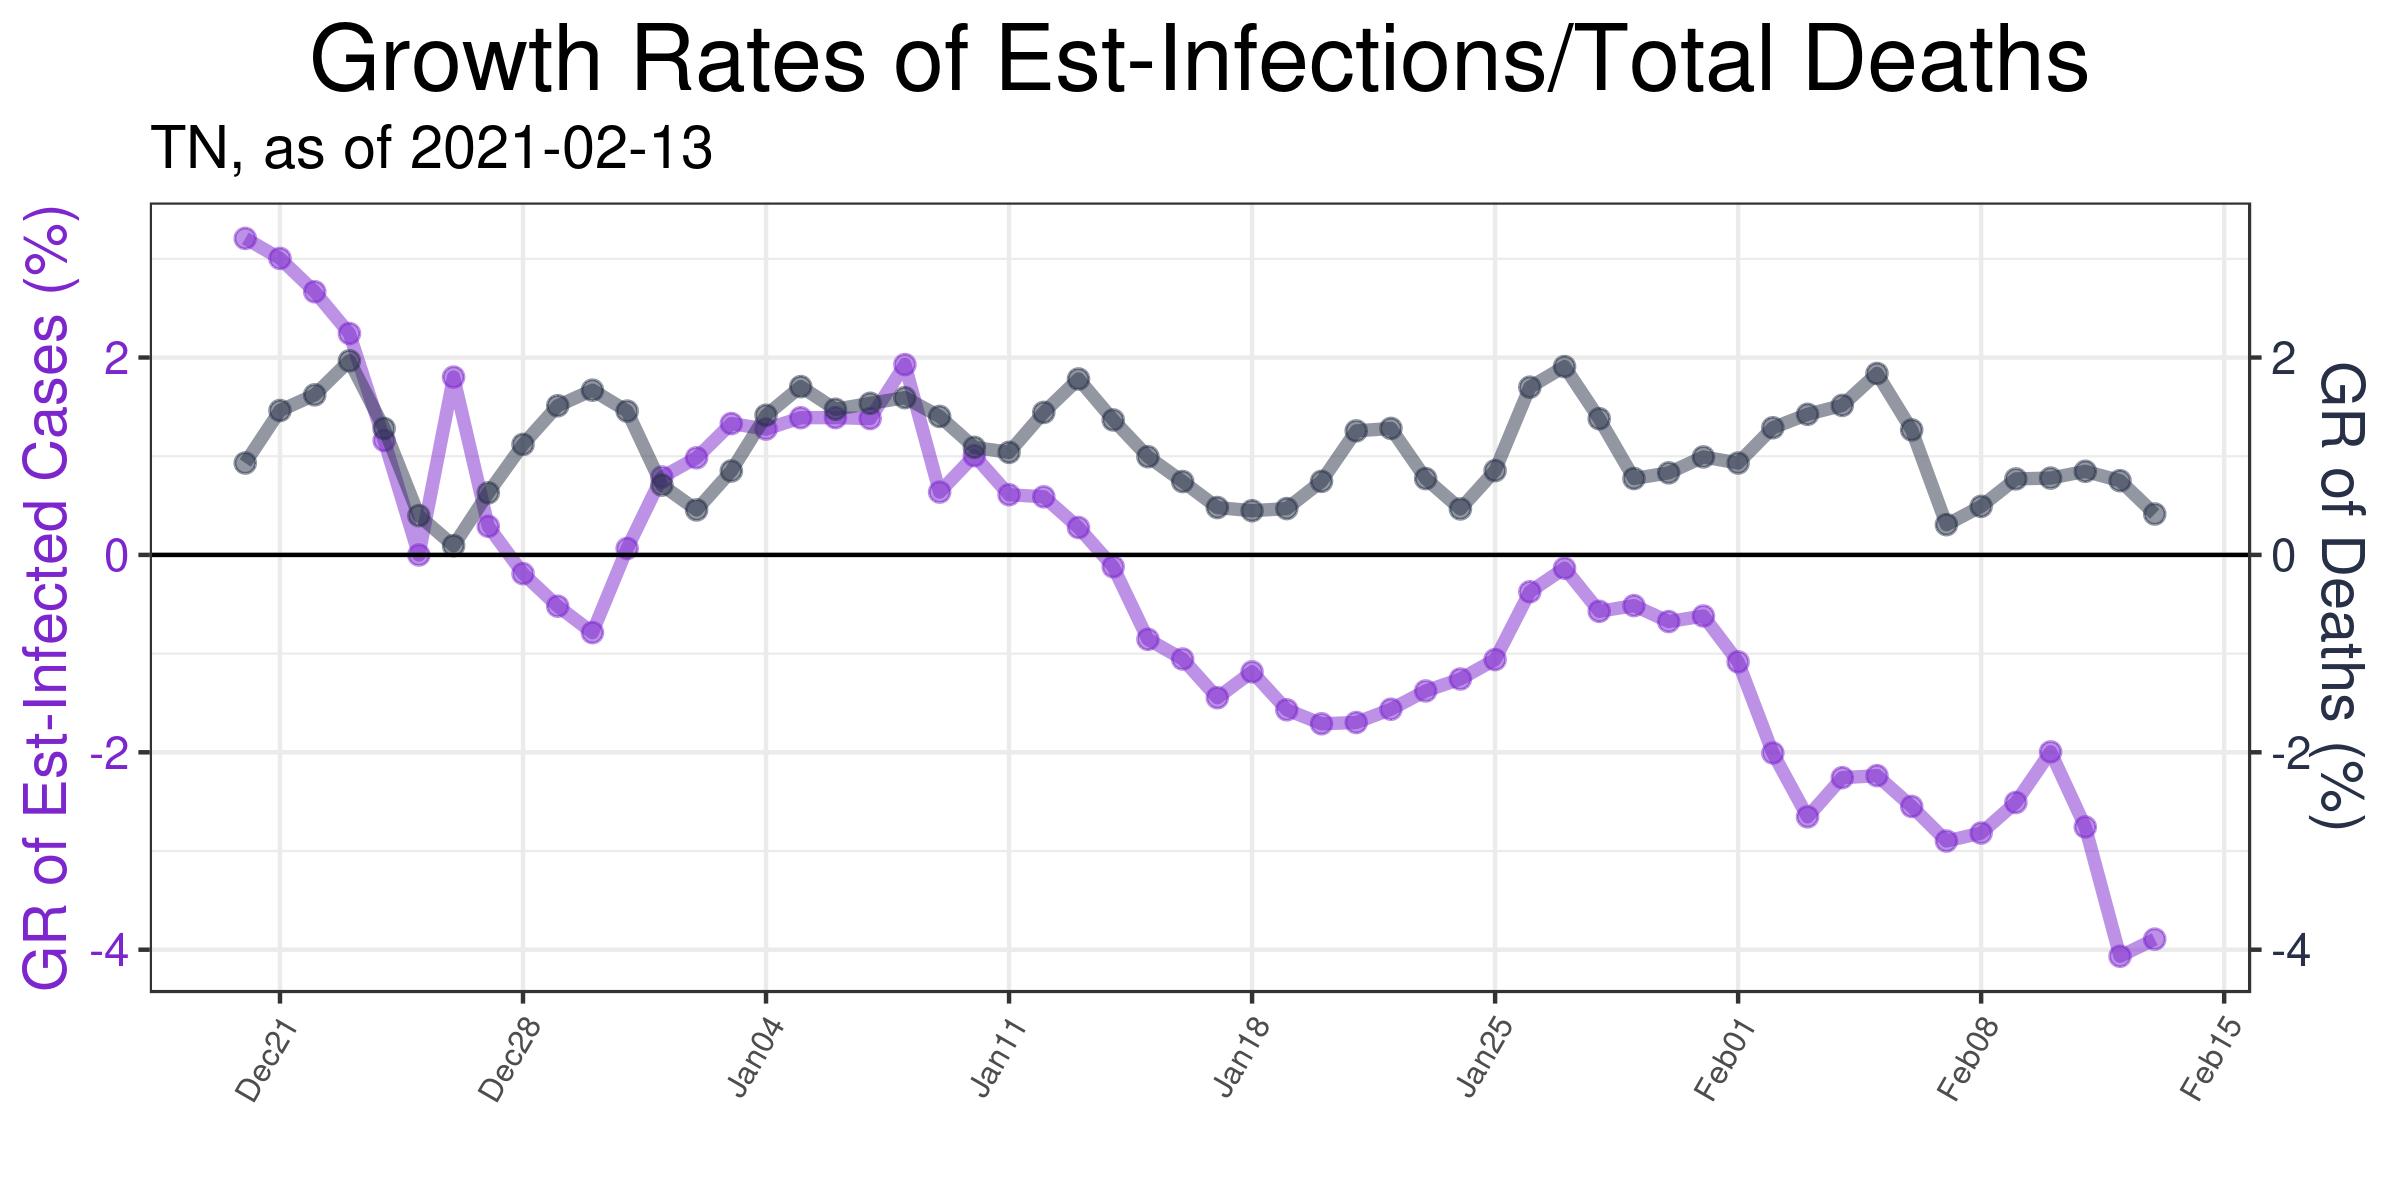 Growth Rates of Est-Infections/Total Deaths
TN, as of 2021-02-13
GR of Est-Infected Cases (%)
2
0
-2
-4
2
0
-2
-4
GR of Deaths (%)
Dec21
Dec28
Jan04
Jan11
Jan18
Jan25
Feb01
Feb08
Feb15